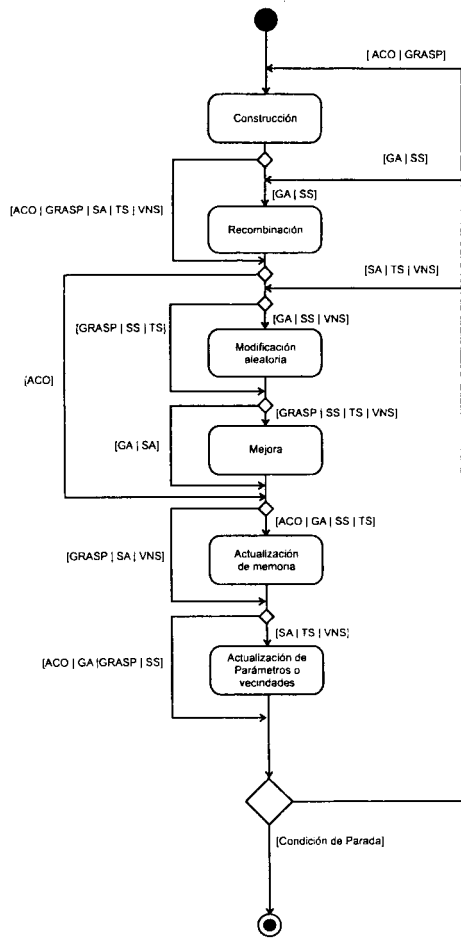 [ ACO | GRASP]
Construcción
[GA | SS]
[ACO | GRASP | SA | TS | VNS]
[GA | SS]
Recombinación
[SA | TS | VNS]
[GRASP | SS | TS]
[GA | SS | VNS]
Modificación
aleatoria
[ACO]
[GRASP | SS | TS | VNS]
[GA | SA]
Mejora
[ACO | GA | SS | TS]
[GRASP | SA | VNS]
Actualización
de memoria
[SA | TS | VNS]
[ACO | GA |GRASP | SS]
Actualización de
Parámetros o
vecindades
[Condición de Parada]